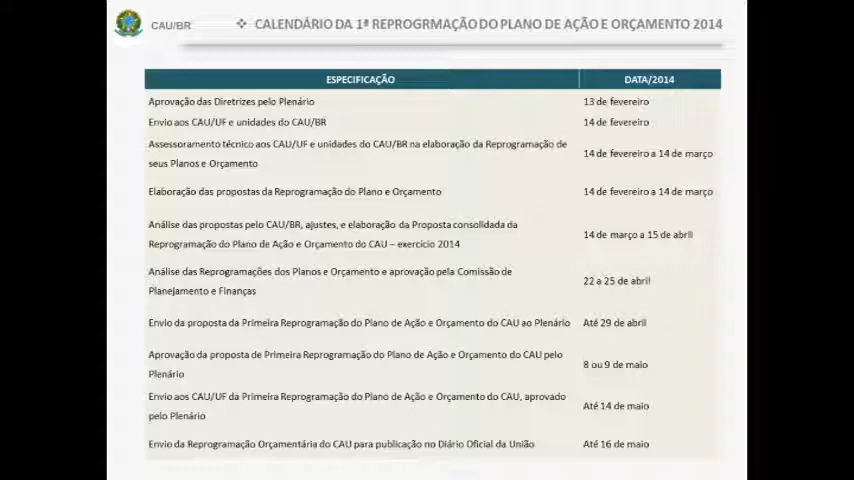 CAU/BR
❖ CALENDÁRIO DA 1ª REPROGRMAÇÃO DO PLANO DE AÇÃO E ORÇAMENTO 2014
ESPECIFICAÇÃO DATA/2014
Aprovação das Diretrizes pelo Plenário 13 de fevereiro
Envio aos CAU/UF e unidades do CAU/BR 14 de fevereiro
Assessoramento técnico aos CAU/UF e unidades do CAU/BR na elaboração da Reprogramação de
seus Planos e Orçamento
14 de fevereiro a 14 de março
Elaboração das propostas da Reprogramação do Plano e Orçamento 14 de fevereiro a 14 de março
Análise das propostas pelo CAU/BR, ajustes, e elaboração da Proposta consolidada da
Reprogramação do Plano de Ação e Orçamento do CAU – exercício 2014
14 de março a 15 de abril
Análise das Reprogramações dos Planos e Orçamento e aprovação pela Comissão de
Planejamento e Finanças
22 a 25 de abril
Envio da proposta da Primeira Reprogramação do Plano de Ação e Orçamento do CAU ao Plenário Até 29 de abril
Aprovação da proposta de Primeira Reprogramação do Plano de Ação e Orçamento do CAU pelo
Plenário
8 ou 9 de maio
Envio aos CAU/UF da Primeira Reprogramação do Plano de Ação e Orçamento do CAU, aprovado
pelo Plenário
Até 14 de maio
Envio da Reprogramação Orçamentária do CAU para publicação no Diário Oficial da União Até 16 de maio